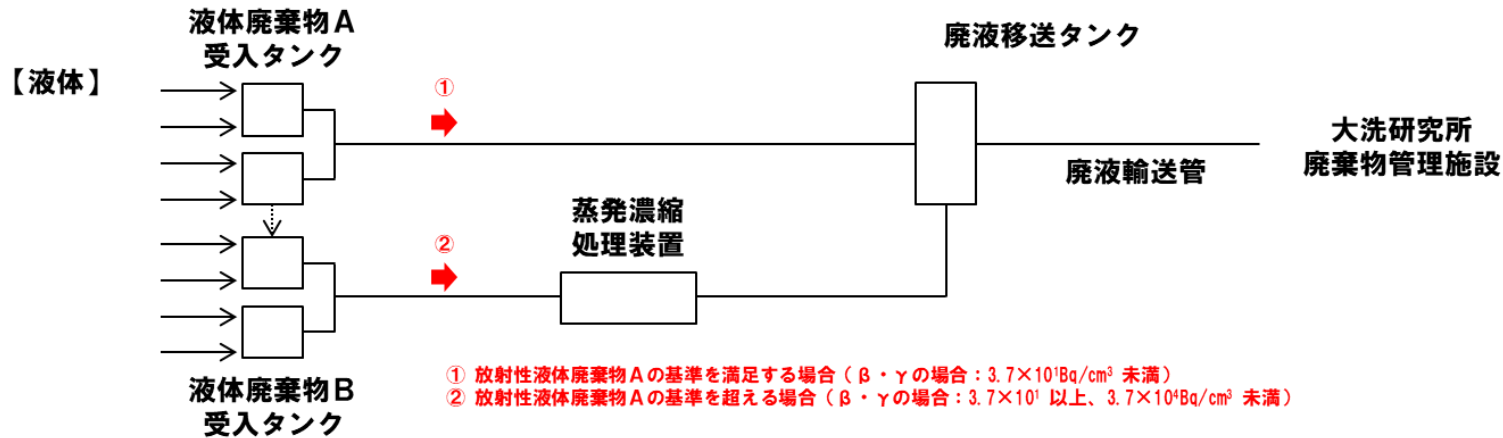 液体廃棄物A
受入タンク
廃液移送タンク
【液体】
①
大洗研究所
廃棄物管理施設
廃液輸送管
蒸発濃縮
処理装置
②
① 放射性液体廃棄物Aの基準を満足する場合（β・γの場合：3.7×10¹Bq/cm³ 未満）
② 放射性液体廃棄物Aの基準を超える場合（β・γの場合：3.7×10¹ 以上、3.7×10⁴Bq/cm³ 未満）
液体廃棄物B
受入タンク